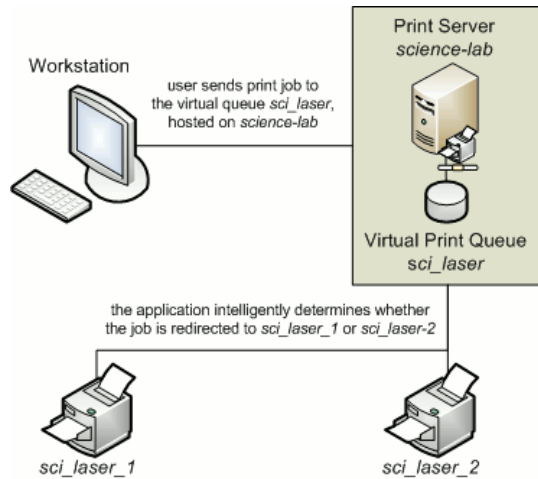 Print Server
science-lab
Workstation
user sends print job to
the virtual queue sci_laser,
hosted on science-lab
Virtual Print Queue
sci_laser
the application intelligently determines whether
the job is redirected to sci_laser_1 or sci_laser-2
sci_laser_1
sci_laser_2